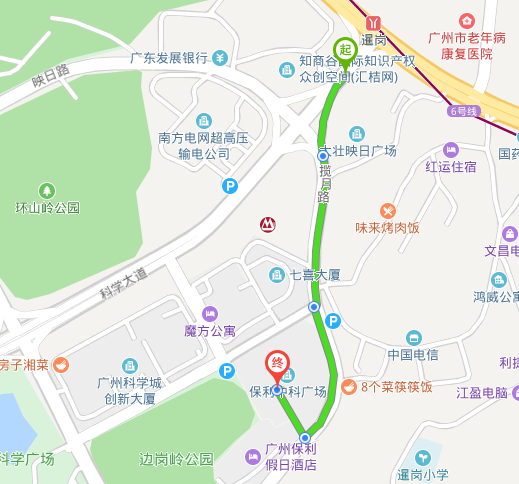 暹岗
广州市老年病
康复医院
广东发展银行
起
知商谷国际知识产权
众创空间(汇桔网)
映日路
6号线
南方电网超高压
输电公司
大壮映日广场
国药
揽月路
红运住宿
环山岭公园
味来烤肉饭
文昌电
科学大道
七喜大厦
鸿威公寓
魔方公寓
中国电信
房子湘菜
终
利拢
广州科学城
创新大厦
保利中科广场
8个菜筷筷饭
江盈电脑
科学广场
边岗岭公园
广州保利
假日酒店
暹岗小学